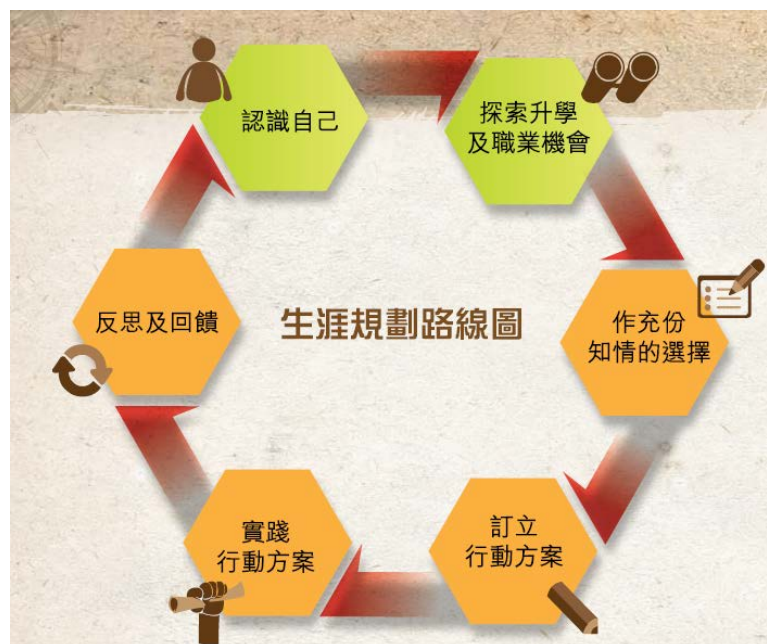 認識自己
探索升學
及職業機會
作充份
知情的選擇
訂立
行動方案
實踐
行動方案
反思及回饋
生涯規劃路線圖